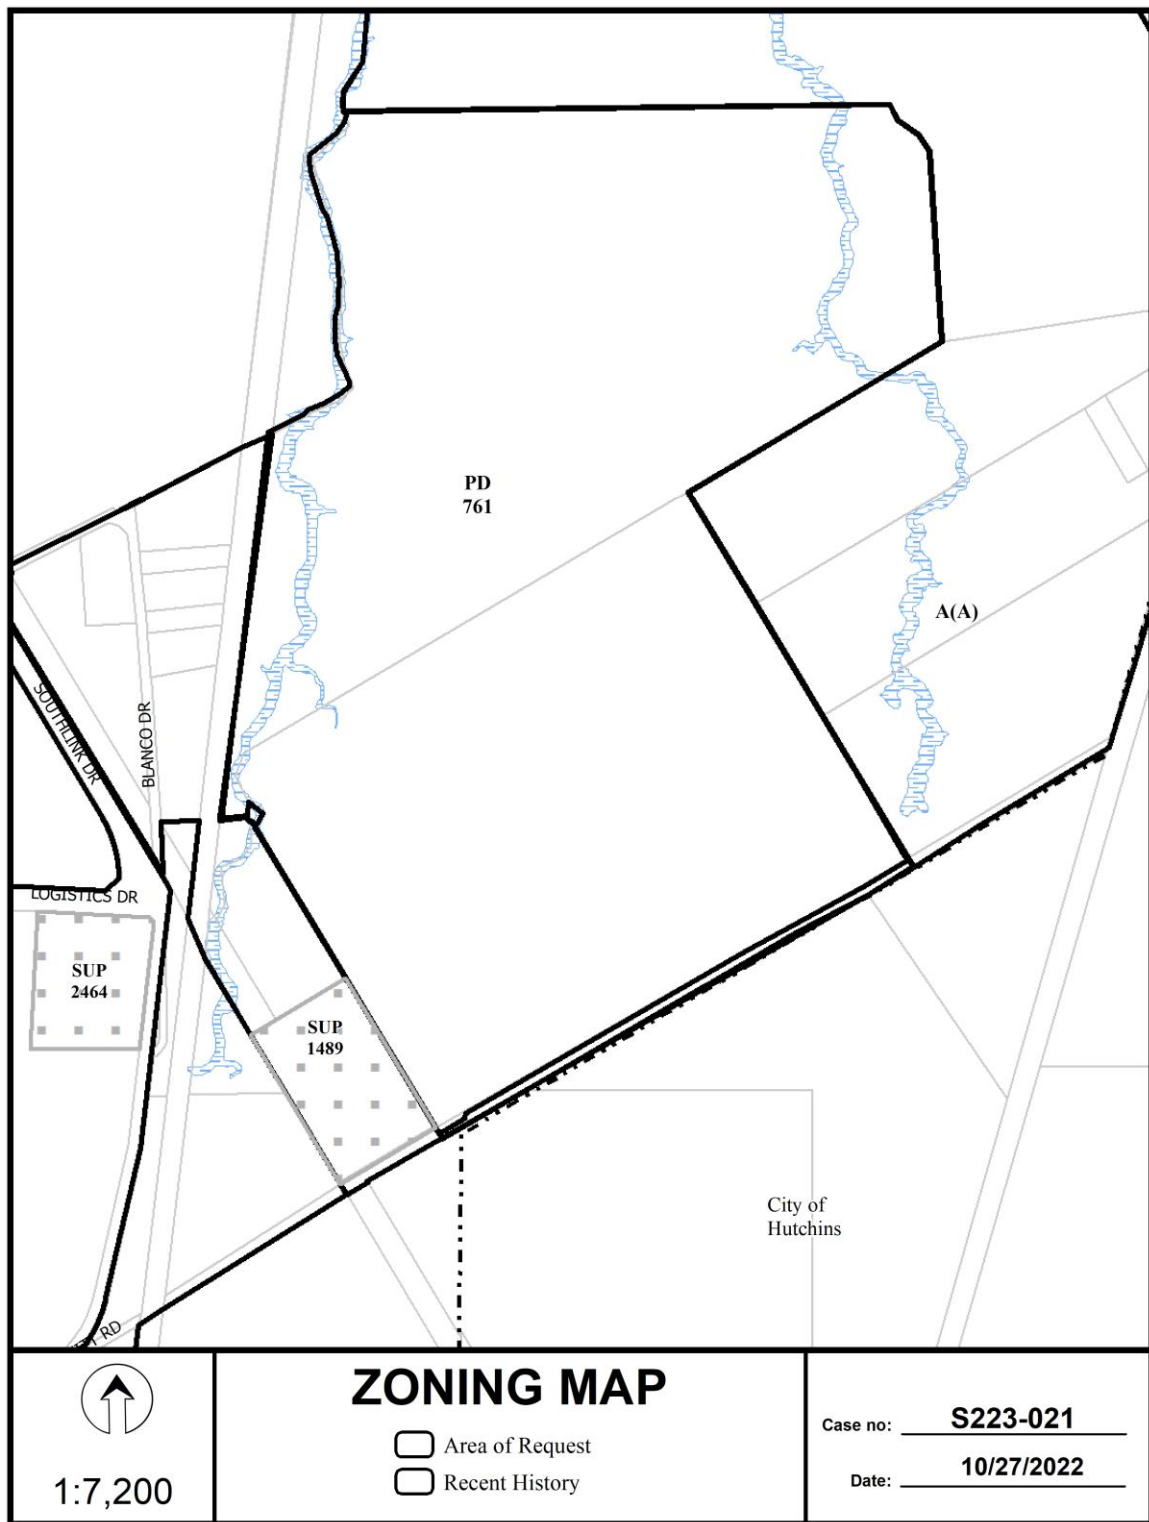 PD
761
A(A)
SOUTHLINK DR
BLANCO DR
LOGISTICS DR
SUP
2464
SUP
1489
City of
Hutchins
RD
ZONING MAP
Area of Request
Recent History
1:7,200
Case no: S223-021
Date: 10/27/2022